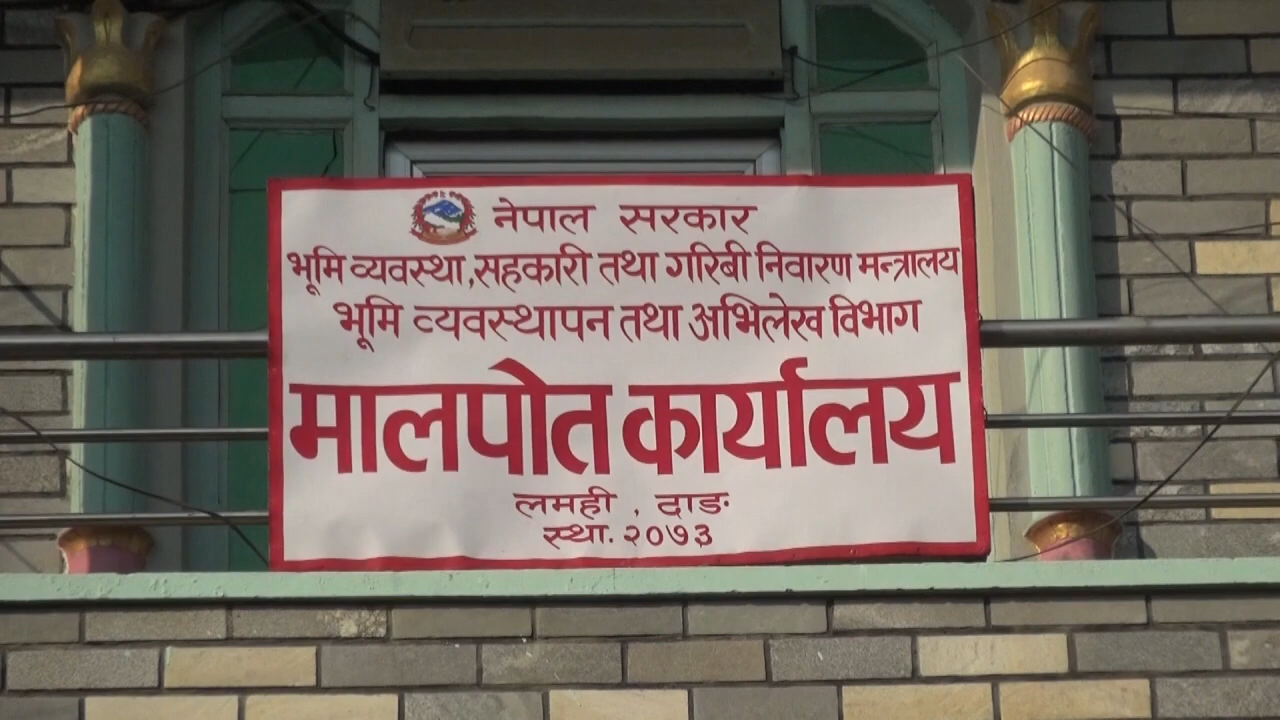 नेपाल सरकार
भूमि व्यवस्था,सहकारी तथा गरिबी निवारण मन्त्रालय
भूमि व्यवस्थापन तथा अभिलेख विभाग
मालपोत कार्यालय
लमही , दाङ
स्था. २०७३